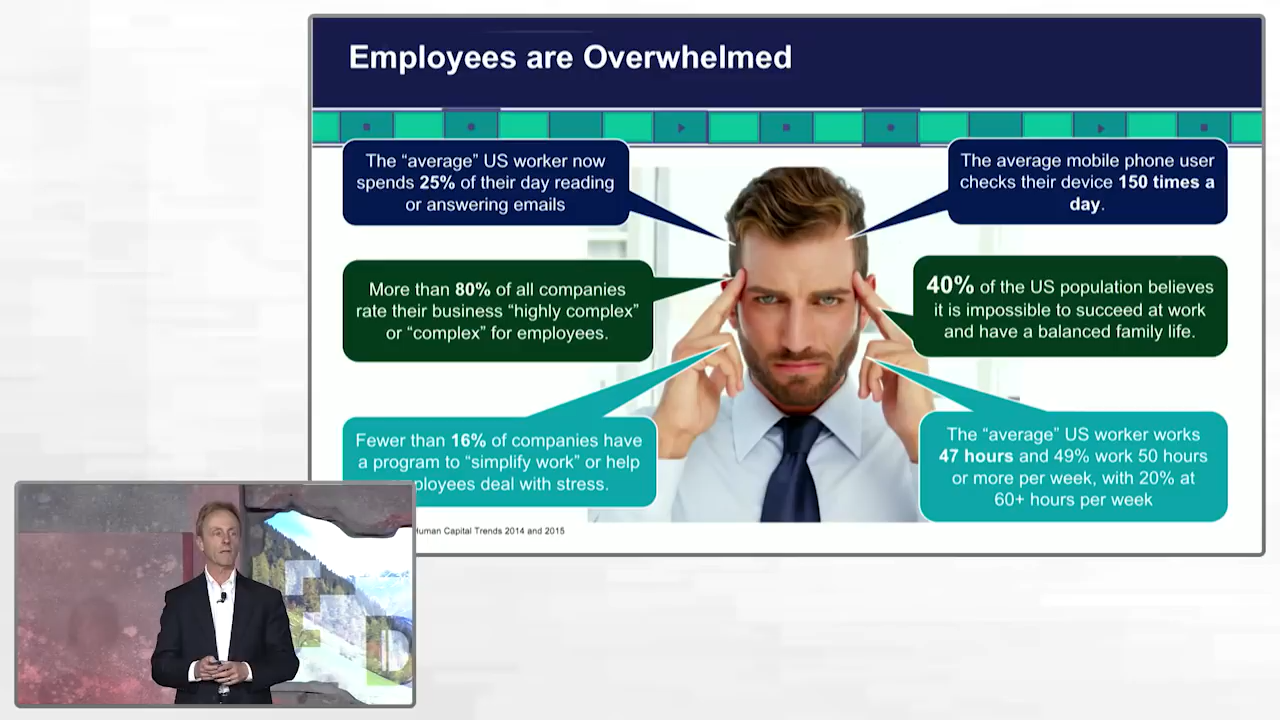 Employees are Overwhelmed
The “average” US worker now
spends 25% of their day reading
or answering emails
The average mobile phone user
checks their device 150 times a
day.
More than 80% of all companies
rate their business “highly complex”
or “complex” for employees.
40% of the US population believes
it is impossible to succeed at work
and have a balanced family life.
Fewer than 16% of companies have
a program to “simplify work” or help
ployees deal with stress.
The “average” US worker works
47 hours and 49% work 50 hours
or more per week, with 20% at
60+ hours per week
Human Capital Trends 2014 and 2015